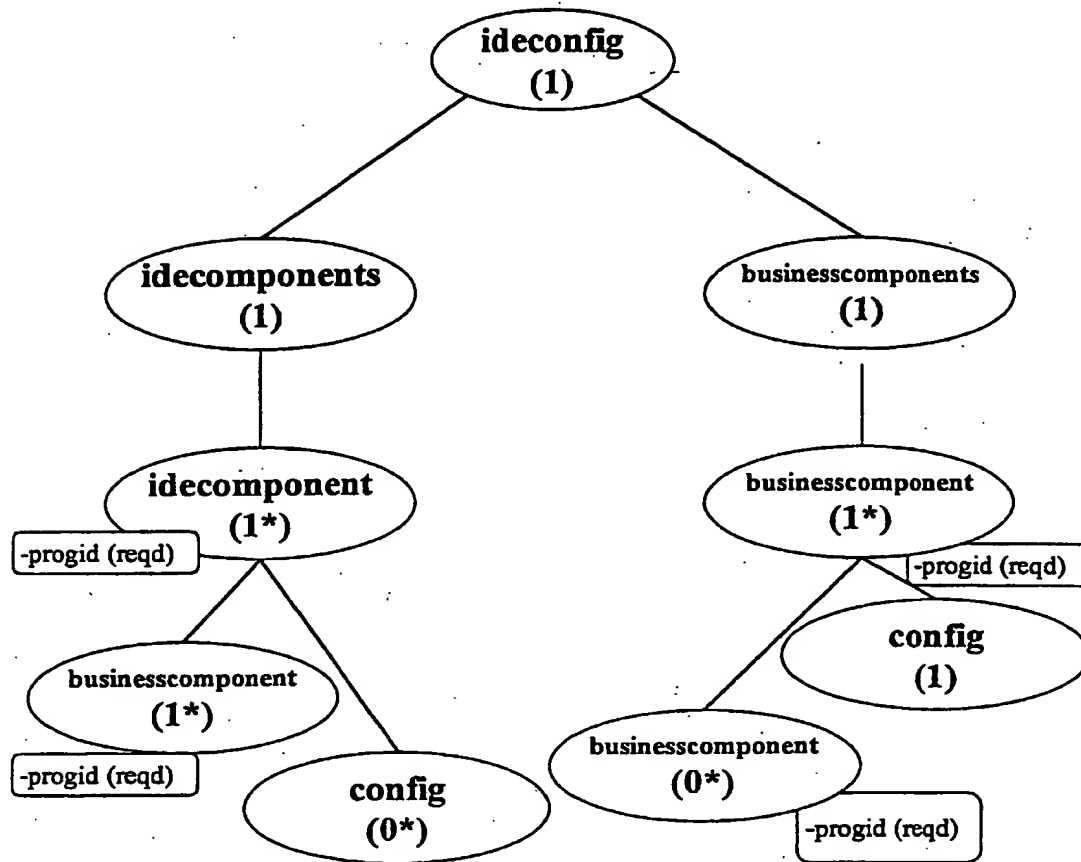 ideconfig
(1)
idecomponents
(1)
businesscomponents
(1)
idecomponent
(1*)
-progid (reqd)
businesscomponent
(1*)
-progid (reqd)
businesscomponent
(1*)
-progid (reqd)
config
(0*)
config
(1)
businesscomponent
(0*)
-progid (reqd)